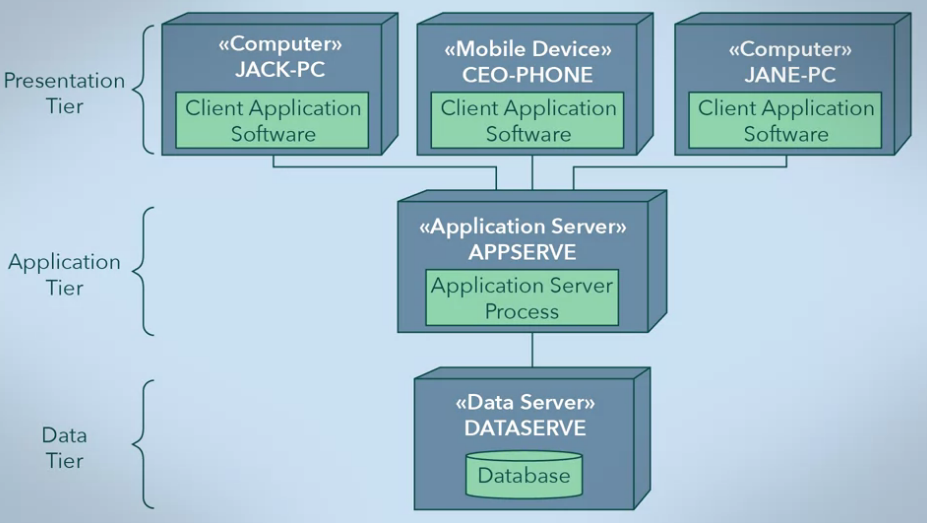 Presentation
Tier
«Computer»
JACK-PC
Client Application
Software
«Mobile Device»
CEO-PHONE
Client Application
Software
«Computer»
JANE-PC
Client Application
Software
Application
Tier
«Application Server»
APPSERVE
Application Server
Process
Data
Tier
«Data Server»
DATASERVE
Database